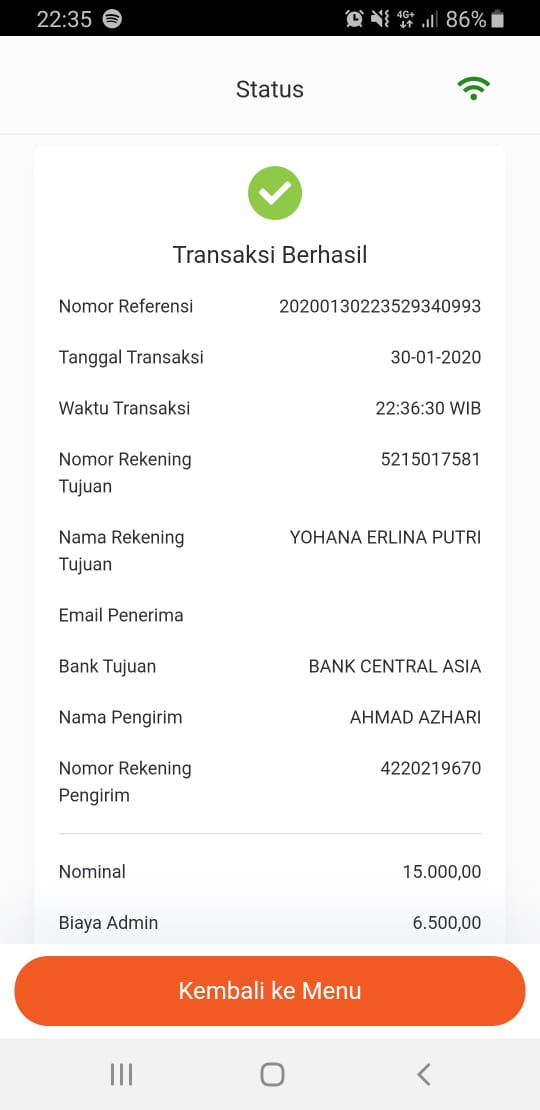 22:35 4G+ 86%
Status
Transaksi Berhasil
Nomor Referensi 20200130223529340993
Tanggal Transaksi 30-01-2020
Waktu Transaksi 22:36:30 WIB
Nomor Rekening 5215017581
Tujuan
Nama Rekening YOHANA ERLINA PUTRI
Tujuan
Email Penerima
Bank Tujuan BANK CENTRAL ASIA
Nama Pengirim AHMAD AZHARI
Nomor Rekening 4220219670
Pengirim
Nominal 15.000,00
Biaya Admin 6.500,00
Kembali ke Menu